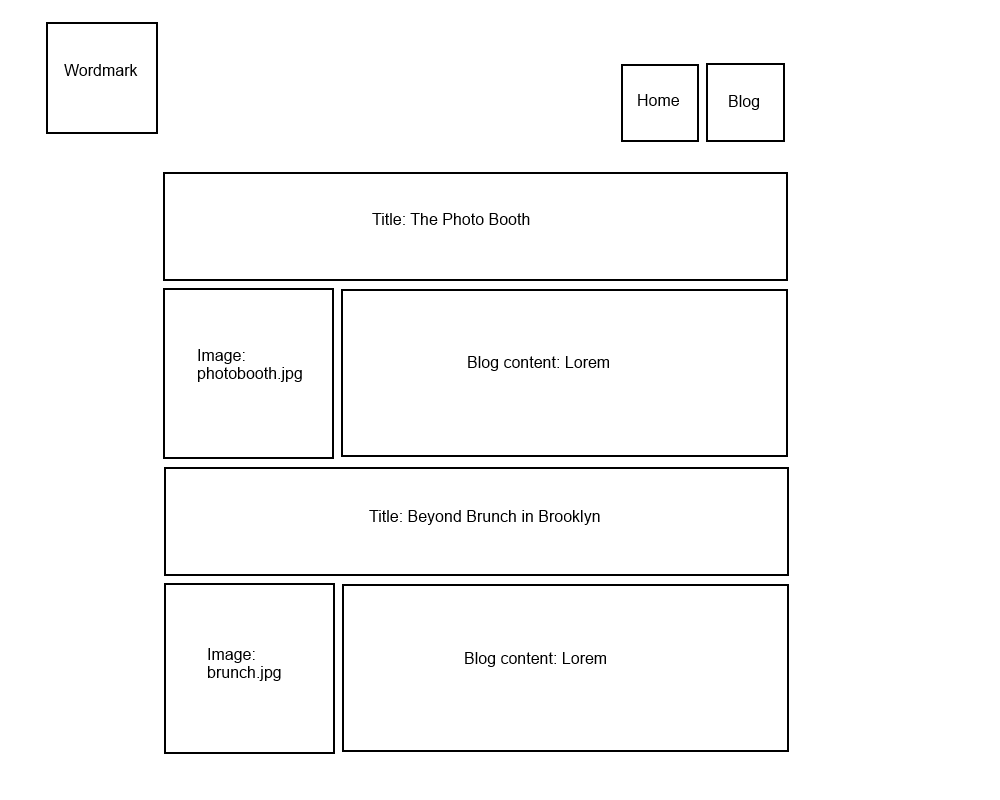 Wordmark
Home
Blog
Title: The Photo Booth
Image:
photobooth.jpg
Blog content: Lorem
Title: Beyond Brunch in Brooklyn
Image:
brunch.jpg
Blog content: Lorem